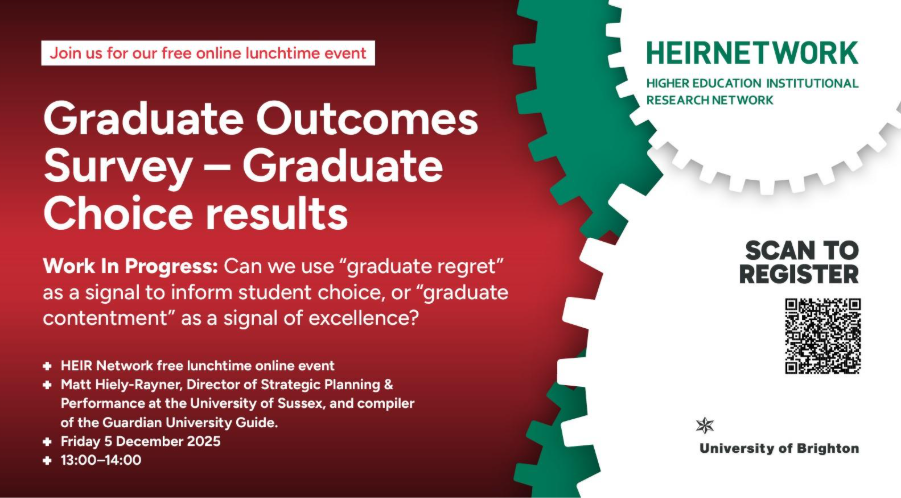 Join us for our free online lunchtime event
Graduate Outcomes
Survey – Graduate
Choice results
Work In Progress: Can we use “graduate regret”
as a signal to inform student choice, or “graduate
contentment” as a signal of excellence?
HEIR Network free lunchtime online event
Matt Hiely-Rayner, Director of Strategic Planning &
Performance at the University of Sussex, and compiler
of the Guardian University Guide.
Friday 5 December 2025
13:00–14:00
HEIRNETWORK
HIGHER EDUCATION INSTITUTIONAL
RESEARCH NETWORK
SCAN TO
REGISTER
University of Brighton